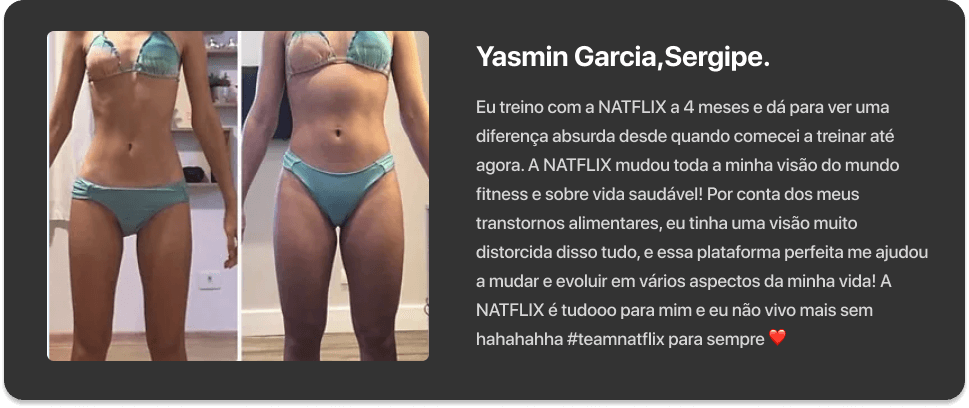 Yasmin Garcia,Sergipe.
Eu treino com a NATFLIX a 4 meses e dá para ver uma
diferença absurda desde quando comecei a treinar até
agora. A NATFLIX mudou toda a minha visão do mundo
fitness e sobre vida saudável! Por conta dos meus
transtornos alimentares, eu tinha uma visão muito
distorcida disso tudo, e essa plataforma perfeita me ajudou
a mudar e evoluir em vários aspectos da minha vida! A
NATFLIX é tudooo para mim e eu não vivo mais sem
hahahahha #teamnatflix para sempre ❤️